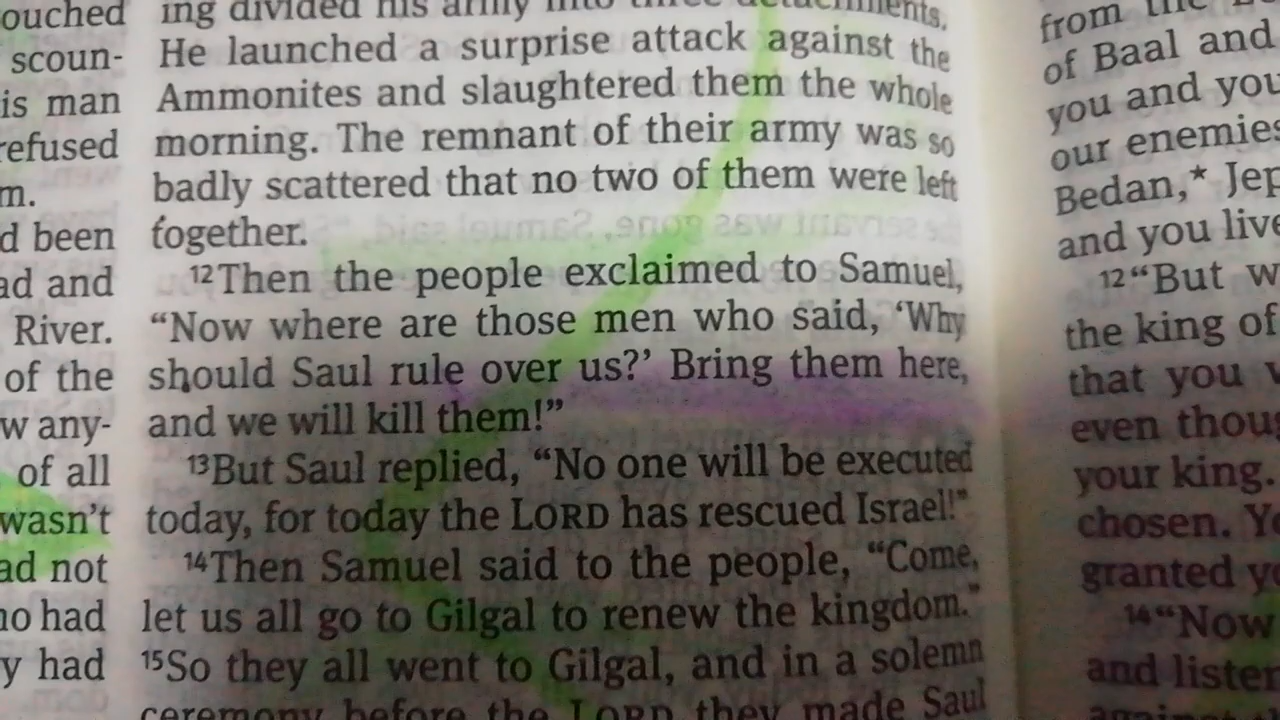 ouched
scoun-
is man
refused
m.
d been
ad and
River.
of the
w any-
of all
wasn't
ad not
ho had
y had
ing divided his army into three detachments.
He launched a surprise attack against the
Ammonites and slaughtered them the whole
morning. The remnant of their army was so
badly scattered that no two of them were left
together.
12Then the people exclaimed to Samuel,
“Now where are those men who said, ‘Why
should Saul rule over us?’ Bring them here,
and we will kill them!”
13But Saul replied, “No one will be executed
today, for today the LORD has rescued Israel!”
14Then Samuel said to the people, “Come,
let us all go to Gilgal to renew the kingdom.”
15So they all went to Gilgal, and in a solemn
ceremony before the LORD they made Saul
from the
of Baal and
you and you
our enemies
Bedan,* Jep
and you live
12“But w
the king of
that you
even thoug
your king.
chosen. Yo
granted yo
14“Now
and listen